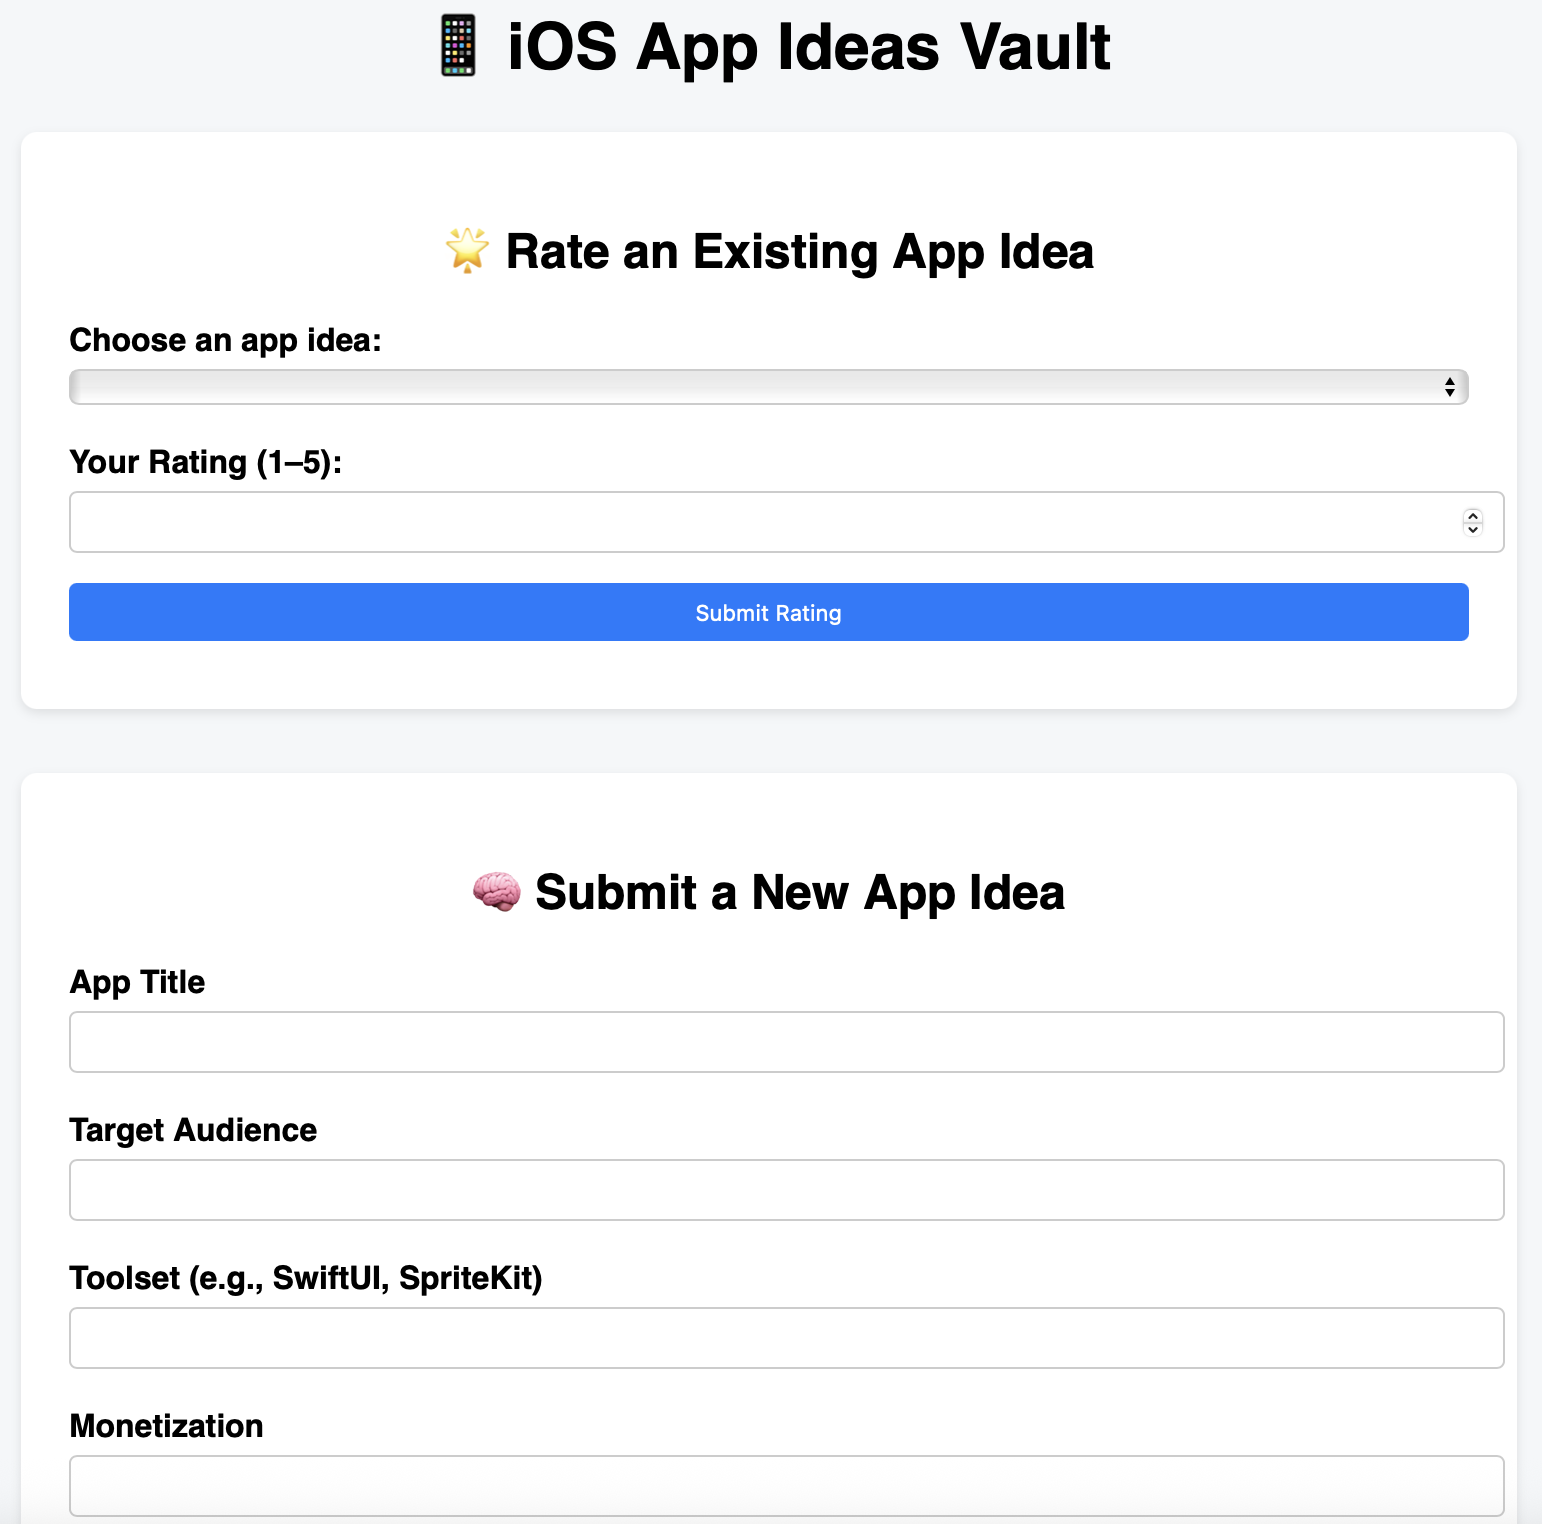 📱 iOS App Ideas Vault
🌟 Rate an Existing App Idea
Choose an app idea:
Your Rating (1–5):
Submit Rating
🧠 Submit a New App Idea
App Title
Target Audience
Toolset (e.g., SwiftUI, SpriteKit)
Monetization